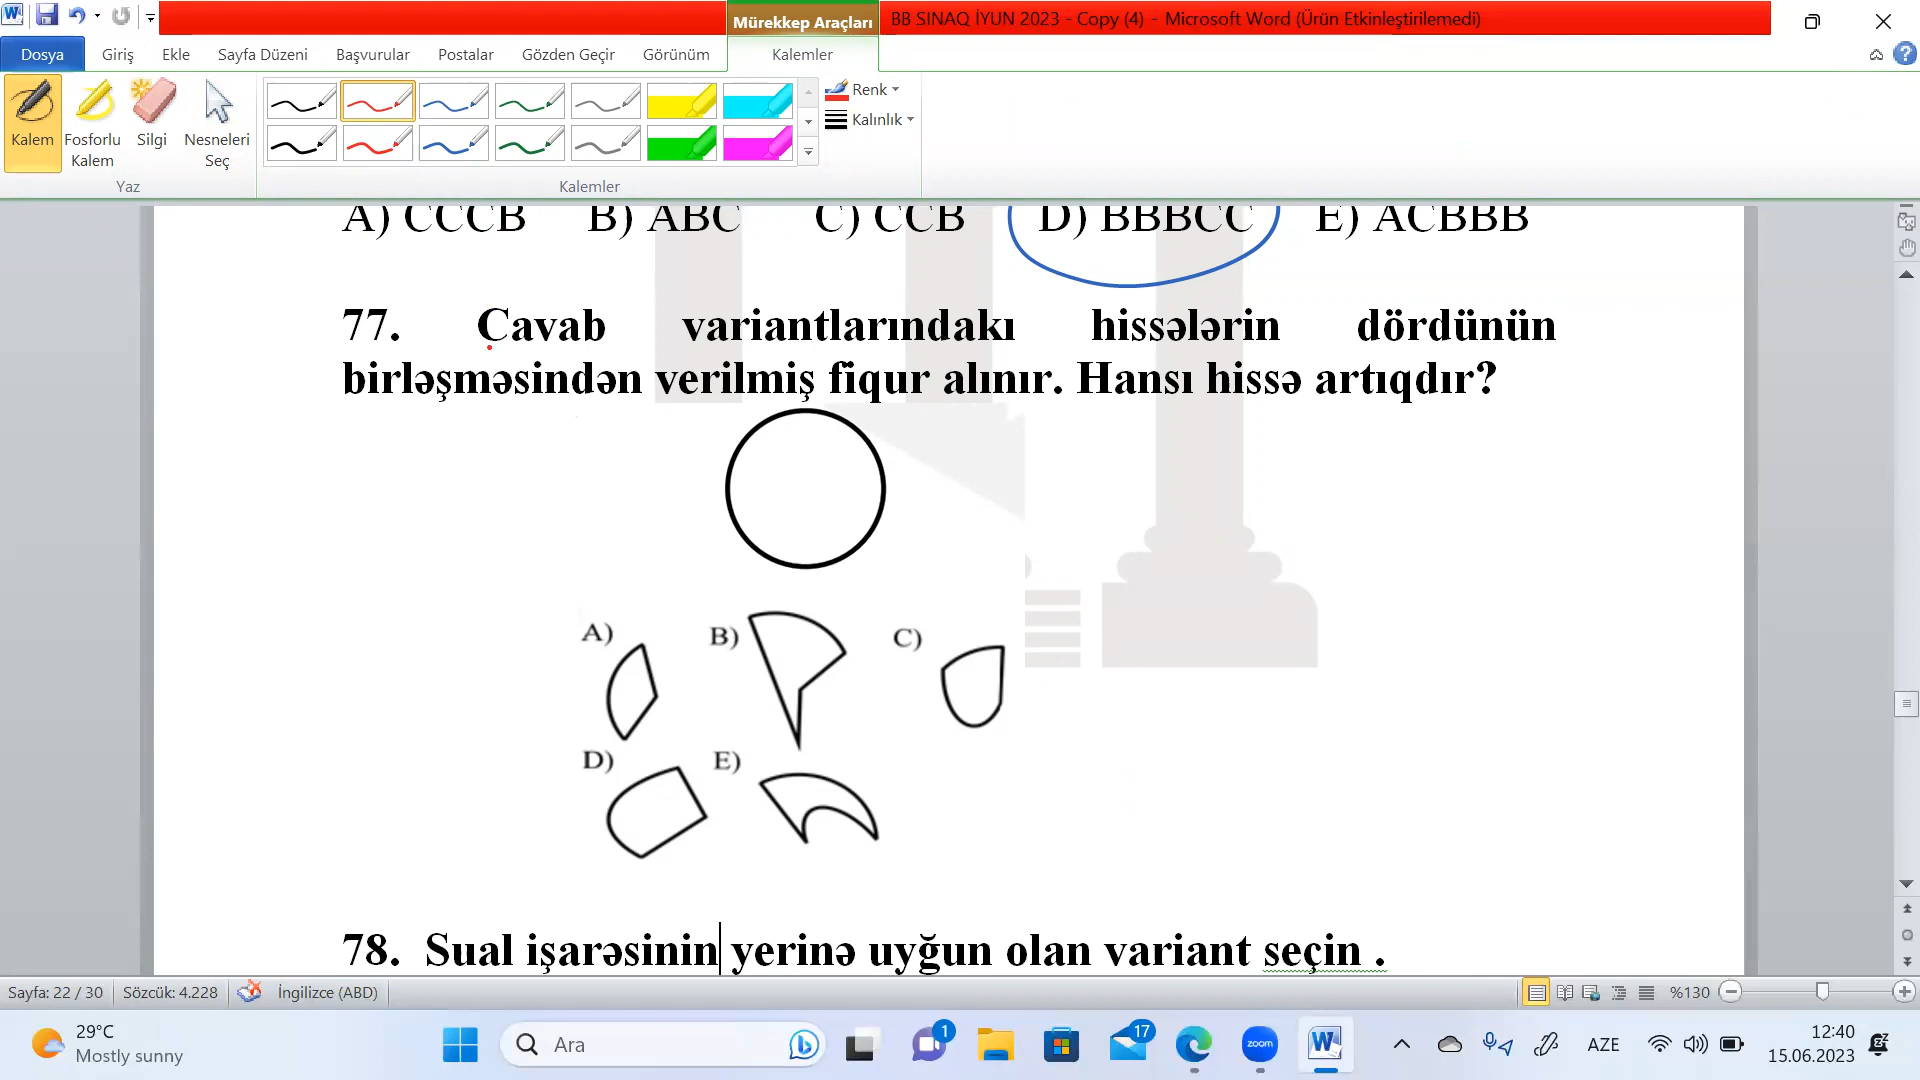 Mürekkep Araçları
BB SINAQ İYUN 2023 - Copy (4) - Microsoft Word (Ürün Etkinleştirilemedi)
Dosya Giriş Ekle Sayfa Düzeni Başvurular Postalar Gözden Geçir Görünüm Kalemler
Kalem
Fosforlu Kalem
Silgi
Nesneleri Seç
Renk
Kalınlık
Yaz
Kalemler
A) CCCB B) ABC C) CCB D) BBBCC E) ACBBB
77. Cavab variantlarındakı hissələrin dördünün
birləşməsindən verilmiş fiqur alınır. Hansı hissə artıqdır?
A) B) C)
D) E)
78. Sual işarəsinin yerinə uyğun olan variant seçin .
Sayfa: 22 / 30 Sözcük: 4.228 İngilizce (ABD) %130
29°C
Mostly sunny
Ara
1
17
zoom
AZE
12:40
15.06.2023